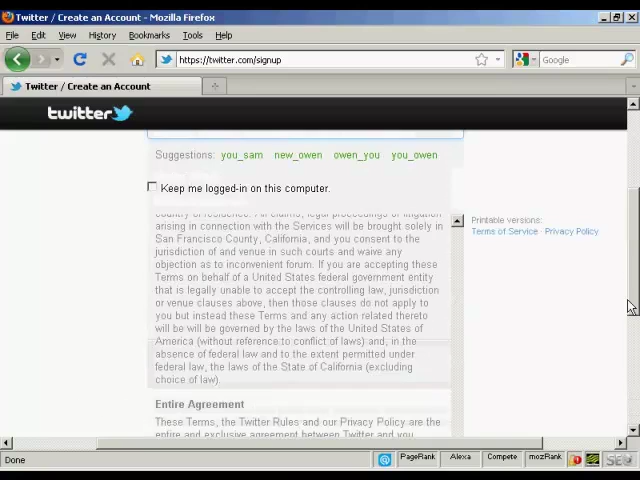 Twitter / Create an Account - Mozilla Firefox
File Edit View History Bookmarks Tools Help
https://twitter.com/signup
Google
Twitter / Create an Account
twitter
Suggestions: you_sam new_owen owen_you you_owen
Keep me logged-in on this computer.
country of residence. All claims, legal proceedings or litigation
arising in connection with the Services will be brought solely in
San Francisco County, California, and you consent to the
jurisdiction of and venue in such courts and waive any
objection as to inconvenient forum. If you are accepting these
Terms on behalf of a United States federal government entity
that is legally unable to accept the controlling law, jurisdiction
or venue clauses above, then those clauses do not apply to
you but instead these Terms and any action related thereto
will be will be governed by the laws of the United States of
America (without reference to conflict of laws) and, in the
absence of federal law and to the extent permitted under
federal law, the laws of the State of California (excluding
choice of law).
Entire Agreement
These Terms, the Twitter Rules and our Privacy Policy are the
entire and exclusive agreement between Twitter and you
Printable versions:
Terms of Service · Privacy Policy
Done
PageRank Alexa Compete mozRank SEO